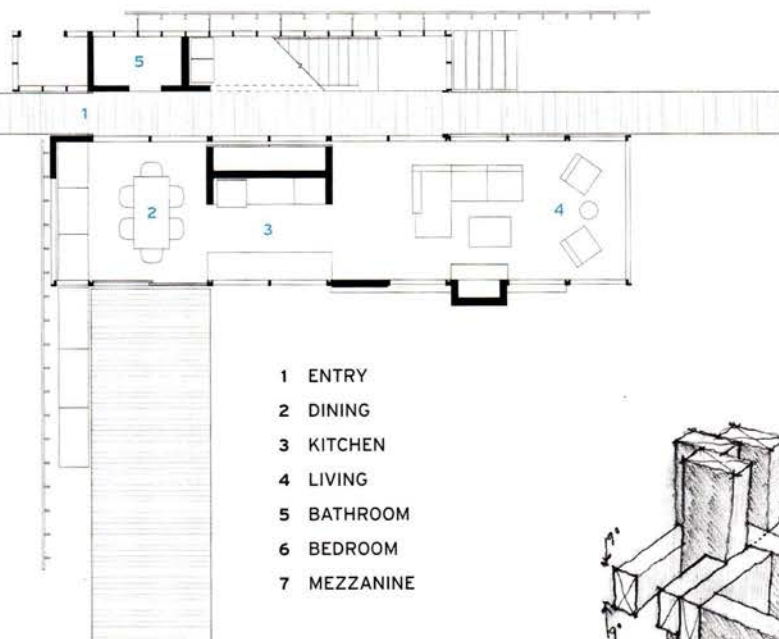 5
1
2
3
4
1 ENTRY
2 DINING
3 KITCHEN
4 LIVING
5 BATHROOM
6 BEDROOM
7 MEZZANINE